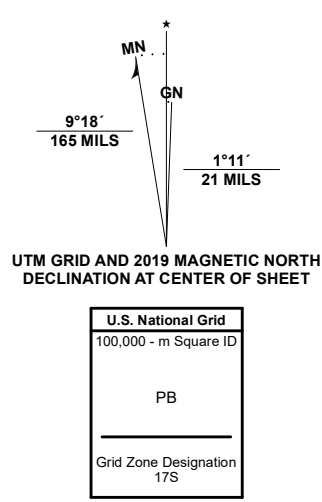 ★
MN
GN
9°18´
165 MILS
1°11´
21 MILS
UTM GRID AND 2019 MAGNETIC NORTH
DECLINATION AT CENTER OF SHEET
U.S. National Grid
100,000 - m Square ID
PB
Grid Zone Designation
17S